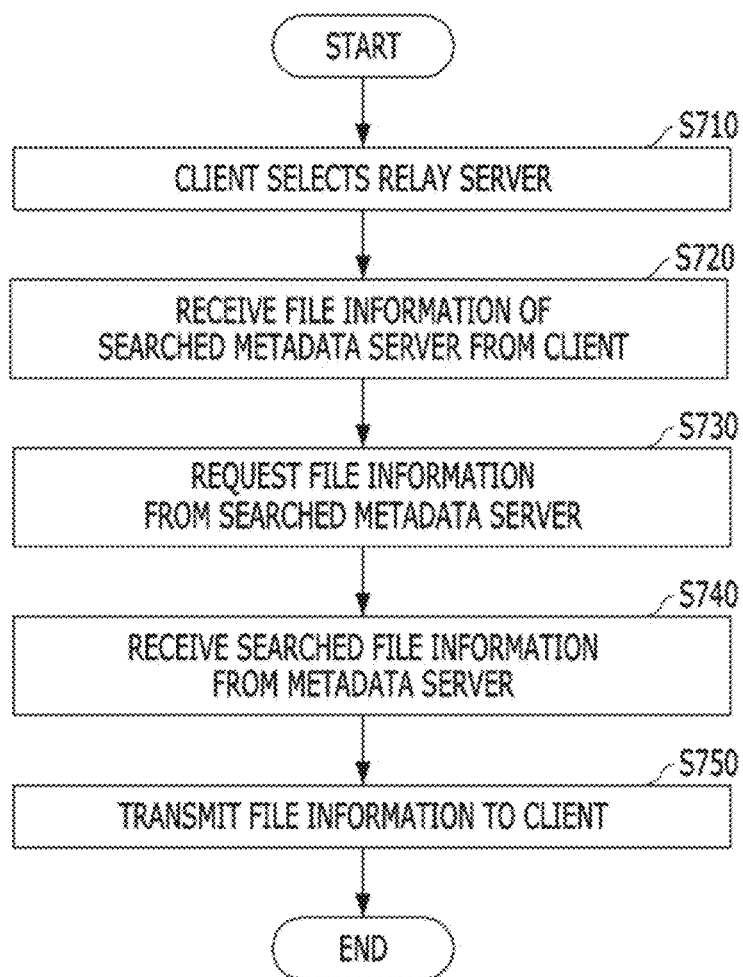 START
S710
CLIENT SELECTS RELAY SERVER
S720
RECEIVE FILE INFORMATION OF
SEARCHED METADATA SERVER FROM CLIENT
S730
REQUEST FILE INFORMATION
FROM SEARCHED METADATA SERVER
S740
RECEIVE SEARCHED FILE INFORMATION
FROM METADATA SERVER
S750
TRANSMIT FILE INFORMATION TO CLIENT
END